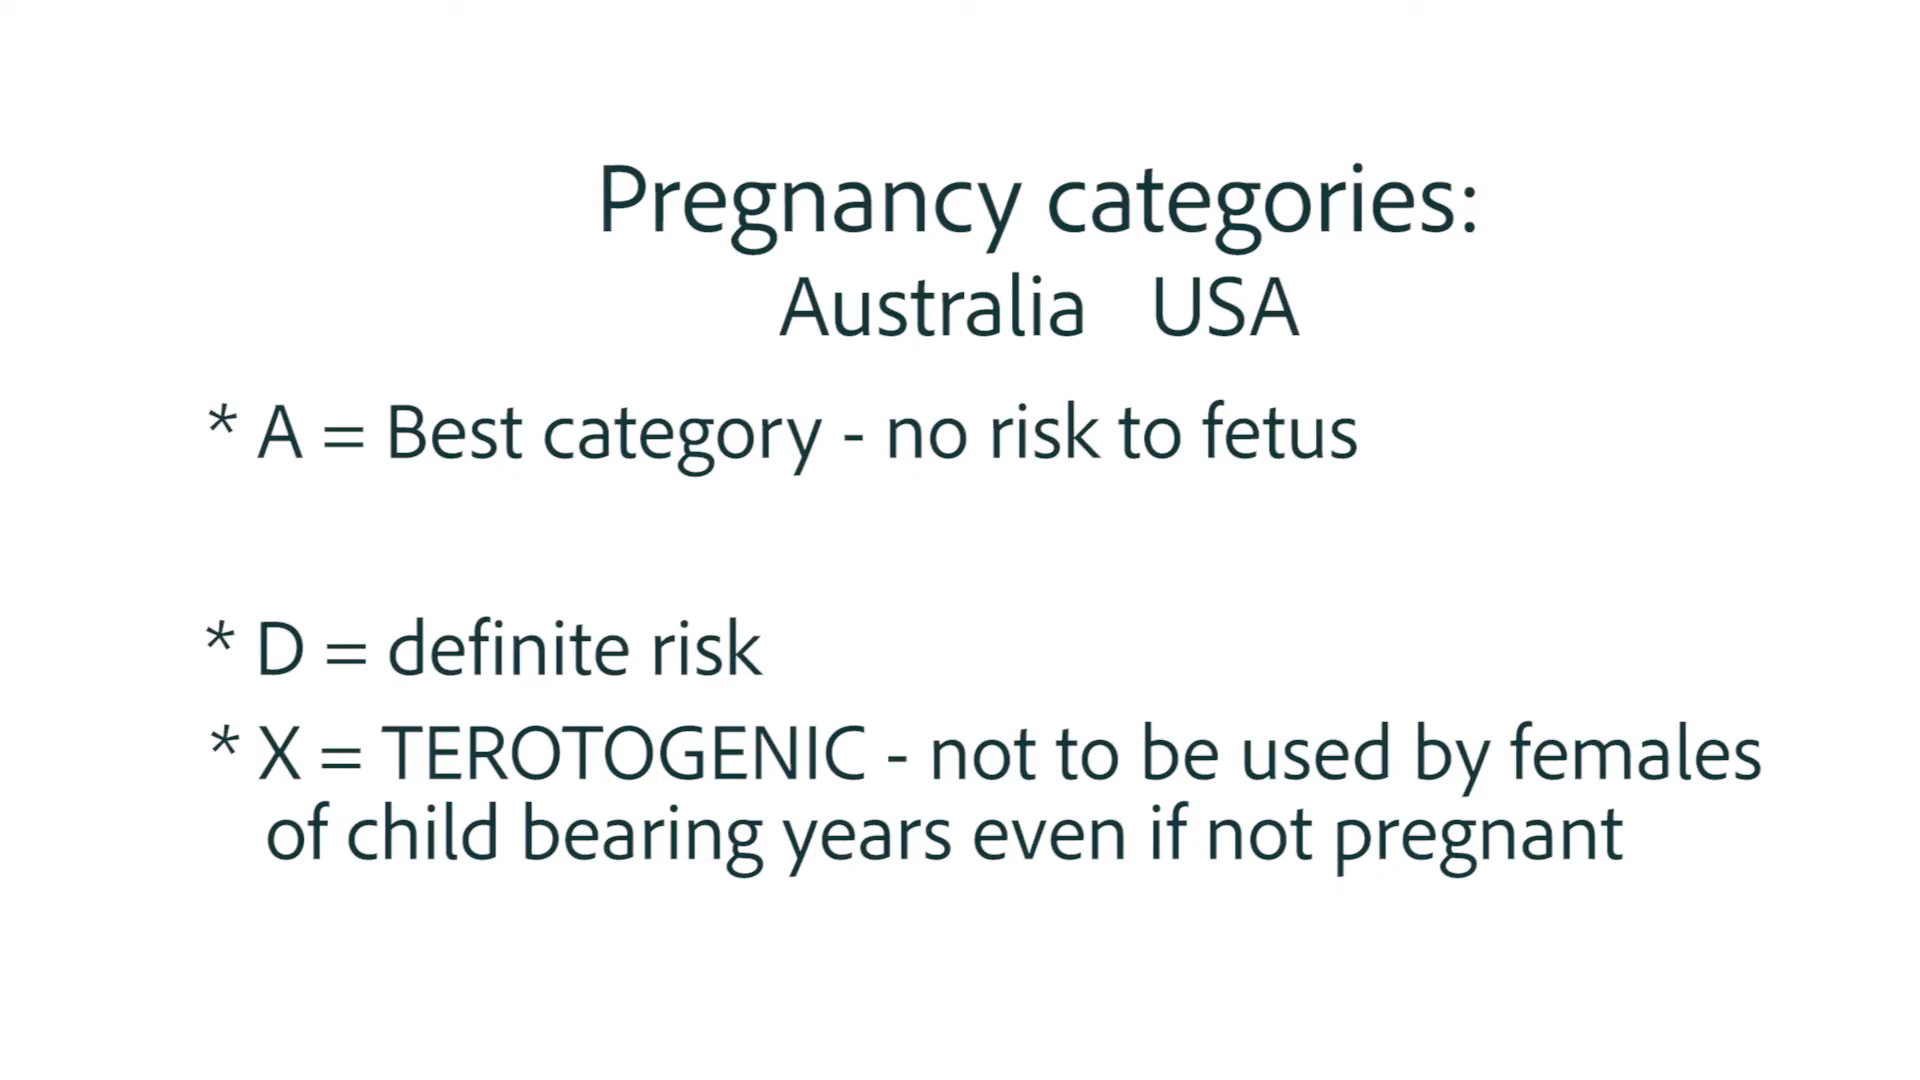 Pregnancy categories:
Australia USA
* A = Best category - no risk to fetus
* D = definite risk
* X = TEROTOGENIC - not to be used by females
of child bearing years even if not pregnant